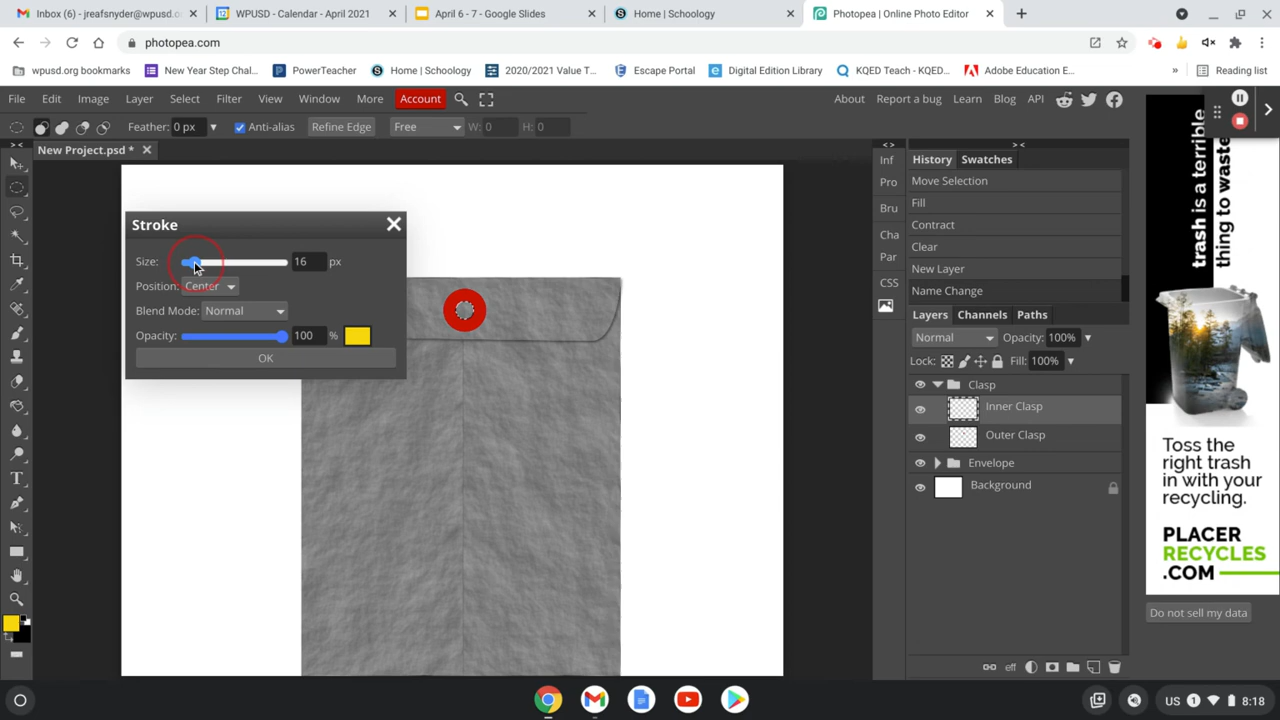 Inbox (6) - jreafsnyder@wpusd.o
WPUSD - Calendar - April 2021
April 6 - 7 - Google Slides
Home | Schoology
Photopea | Online Photo Editor
photopea.com
wpusd.org bookmarks
New Year Step Chal...
PowerTeacher
Home | Schoology
2020/2021 Value T...
Escape Portal
Digital Edition Library
KQED Teach - KQED...
Adobe Education E...
»
Reading list
File Edit Image Layer Select Filter View Window More Account
About Report a bug Learn Blog API
Feather: 0 px Anti-alias Refine Edge Free W: 0 H: 0
New Project.psd *
Stroke
Size: 16 px
Position: Center
Blend Mode: Normal
Opacity: 100 %
OK
Inf
Pro
Bru
Cha
Par
CSS
<>
> <
History Swatches
Move Selection
Fill
Contract
Clear
New Layer
Name Change
Layers Channels Paths
Normal Opacity: 100%
Lock: Fill: 100%
Clasp
Inner Clasp
Outer Clasp
Envelope
Background
eff
trash is a terrible
thing to waste
Toss the
right trash
in with your
recycling.
PLACER
RECYCLES
.COM
Do not sell my data
US 1 8:18